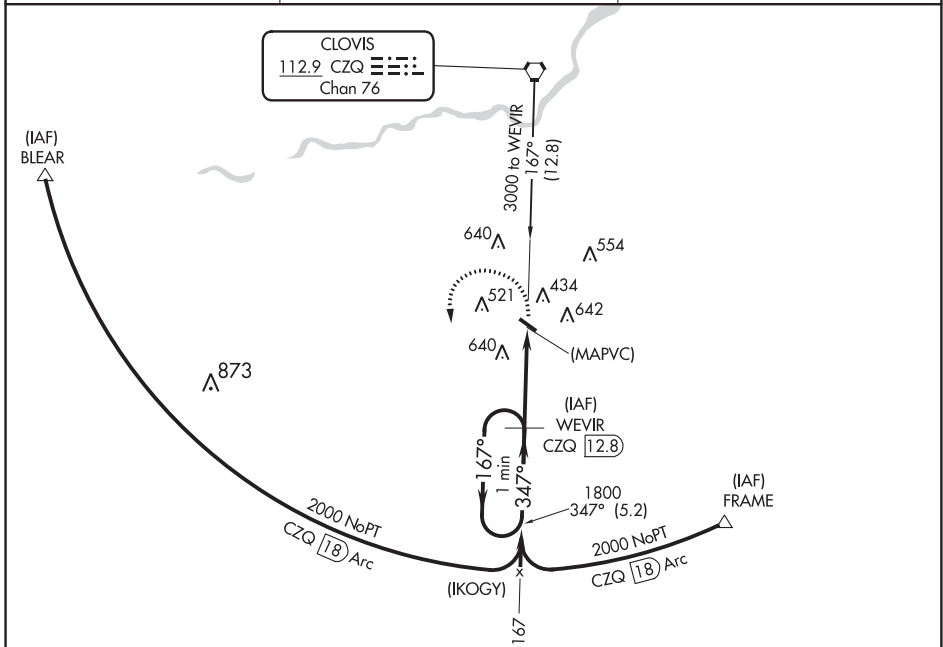 CLOVIS
112.9 CZQ
Chan 76
(IAF)
BLEAR
3000 to WEVIR
167°
(12.8)
640
554
521
434
642
640
(MAPVC)
873
(IAF)
WEVIR
CZQ 12.8
167°
1 min
347°
1800
347° (5.2)
(IAF)
FRAME
2000 NoPT
CZQ 18 Arc
2000 NoPT
CZQ 18 Arc
(IKOGY)
x
167